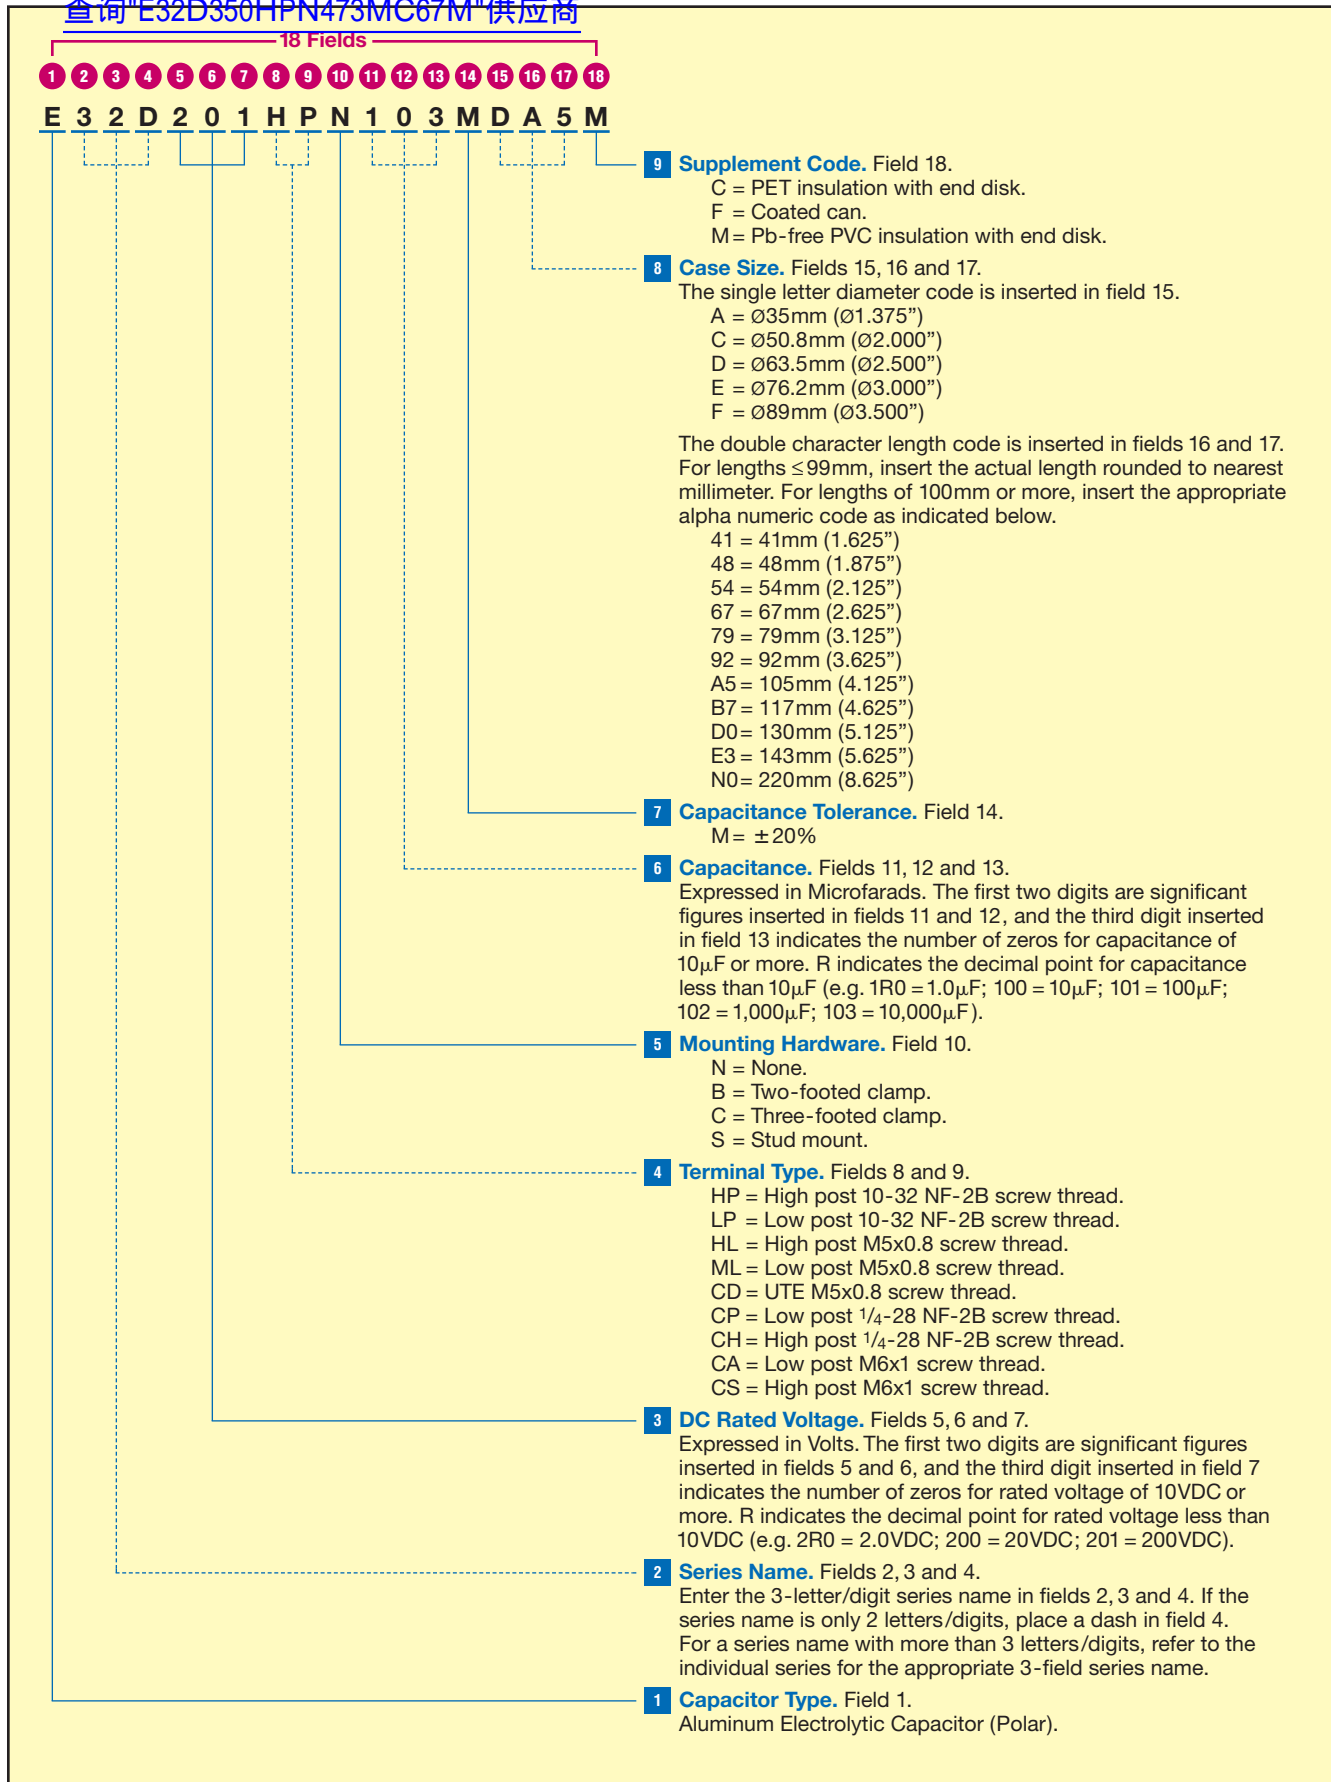 查询"E32D350HPN473MC67M"供应商
18 Fields
1 2 3 4 5 6 7 8 9 10 11 12 13 14 15 16 17 18
E 3 2 D 2 0 1 H P N 1 0 3 M D A 5 M
9 Supplement Code. Field 18.
C = PET insulation with end disk.
F = Coated can.
M = Pb-free PVC insulation with end disk.
8 Case Size. Fields 15, 16 and 17.
The single letter diameter code is inserted in field 15.
A = Ø35mm (Ø1.375”)
C = Ø50.8mm (Ø2.000”)
D = Ø63.5mm (Ø2.500”)
E = Ø76.2mm (Ø3.000”)
F = Ø89mm (Ø3.500”)
The double character length code is inserted in fields 16 and 17.
For lengths ≤99mm, insert the actual length rounded to nearest
millimeter. For lengths of 100mm or more, insert the appropriate
alpha numeric code as indicated below.
41 = 41mm (1.625”)
48 = 48mm (1.875”)
54 = 54mm (2.125”)
67 = 67mm (2.625”)
79 = 79mm (3.125”)
92 = 92mm (3.625”)
A5 = 105mm (4.125”)
B7 = 117mm (4.625”)
D0 = 130mm (5.125”)
E3 = 143mm (5.625”)
N0 = 220mm (8.625”)
7 Capacitance Tolerance. Field 14.
M = ±20%
6 Capacitance. Fields 11, 12 and 13.
Expressed in Microfarads. The first two digits are significant
figures inserted in fields 11 and 12, and the third digit inserted
in field 13 indicates the number of zeros for capacitance of
10µF or more. R indicates the decimal point for capacitance
less than 10µF (e.g. 1R0 = 1.0µF; 100 = 10µF; 101 = 100µF;
102 = 1,000µF; 103 = 10,000µF).
5 Mounting Hardware. Field 10.
N = None.
B = Two-footed clamp.
C = Three-footed clamp.
S = Stud mount.
4 Terminal Type. Fields 8 and 9.
HP = High post 10-32 NF-2B screw thread.
LP = Low post 10-32 NF-2B screw thread.
HL = High post M5x0.8 screw thread.
ML = Low post M5x0.8 screw thread.
CD = UTE M5x0.8 screw thread.
CP = Low post 1/4-28 NF-2B screw thread.
CH = High post 1/4-28 NF-2B screw thread.
CA = Low post M6x1 screw thread.
CS = High post M6x1 screw thread.
3 DC Rated Voltage. Fields 5, 6 and 7.
Expressed in Volts. The first two digits are significant figures
inserted in fields 5 and 6, and the third digit inserted in field 7
indicates the number of zeros for rated voltage of 10VDC or
more. R indicates the decimal point for rated voltage less than
10VDC (e.g. 2R0 = 2.0VDC; 200 = 20VDC; 201 = 200VDC).
2 Series Name. Fields 2, 3 and 4.
Enter the 3-letter/digit series name in fields 2, 3 and 4. If the
series name is only 2 letters/digits, place a dash in field 4.
For a series name with more than 3 letters/digits, refer to the
individual series for the appropriate 3-field series name.
1 Capacitor Type. Field 1.
Aluminum Electrolytic Capacitor (Polar).